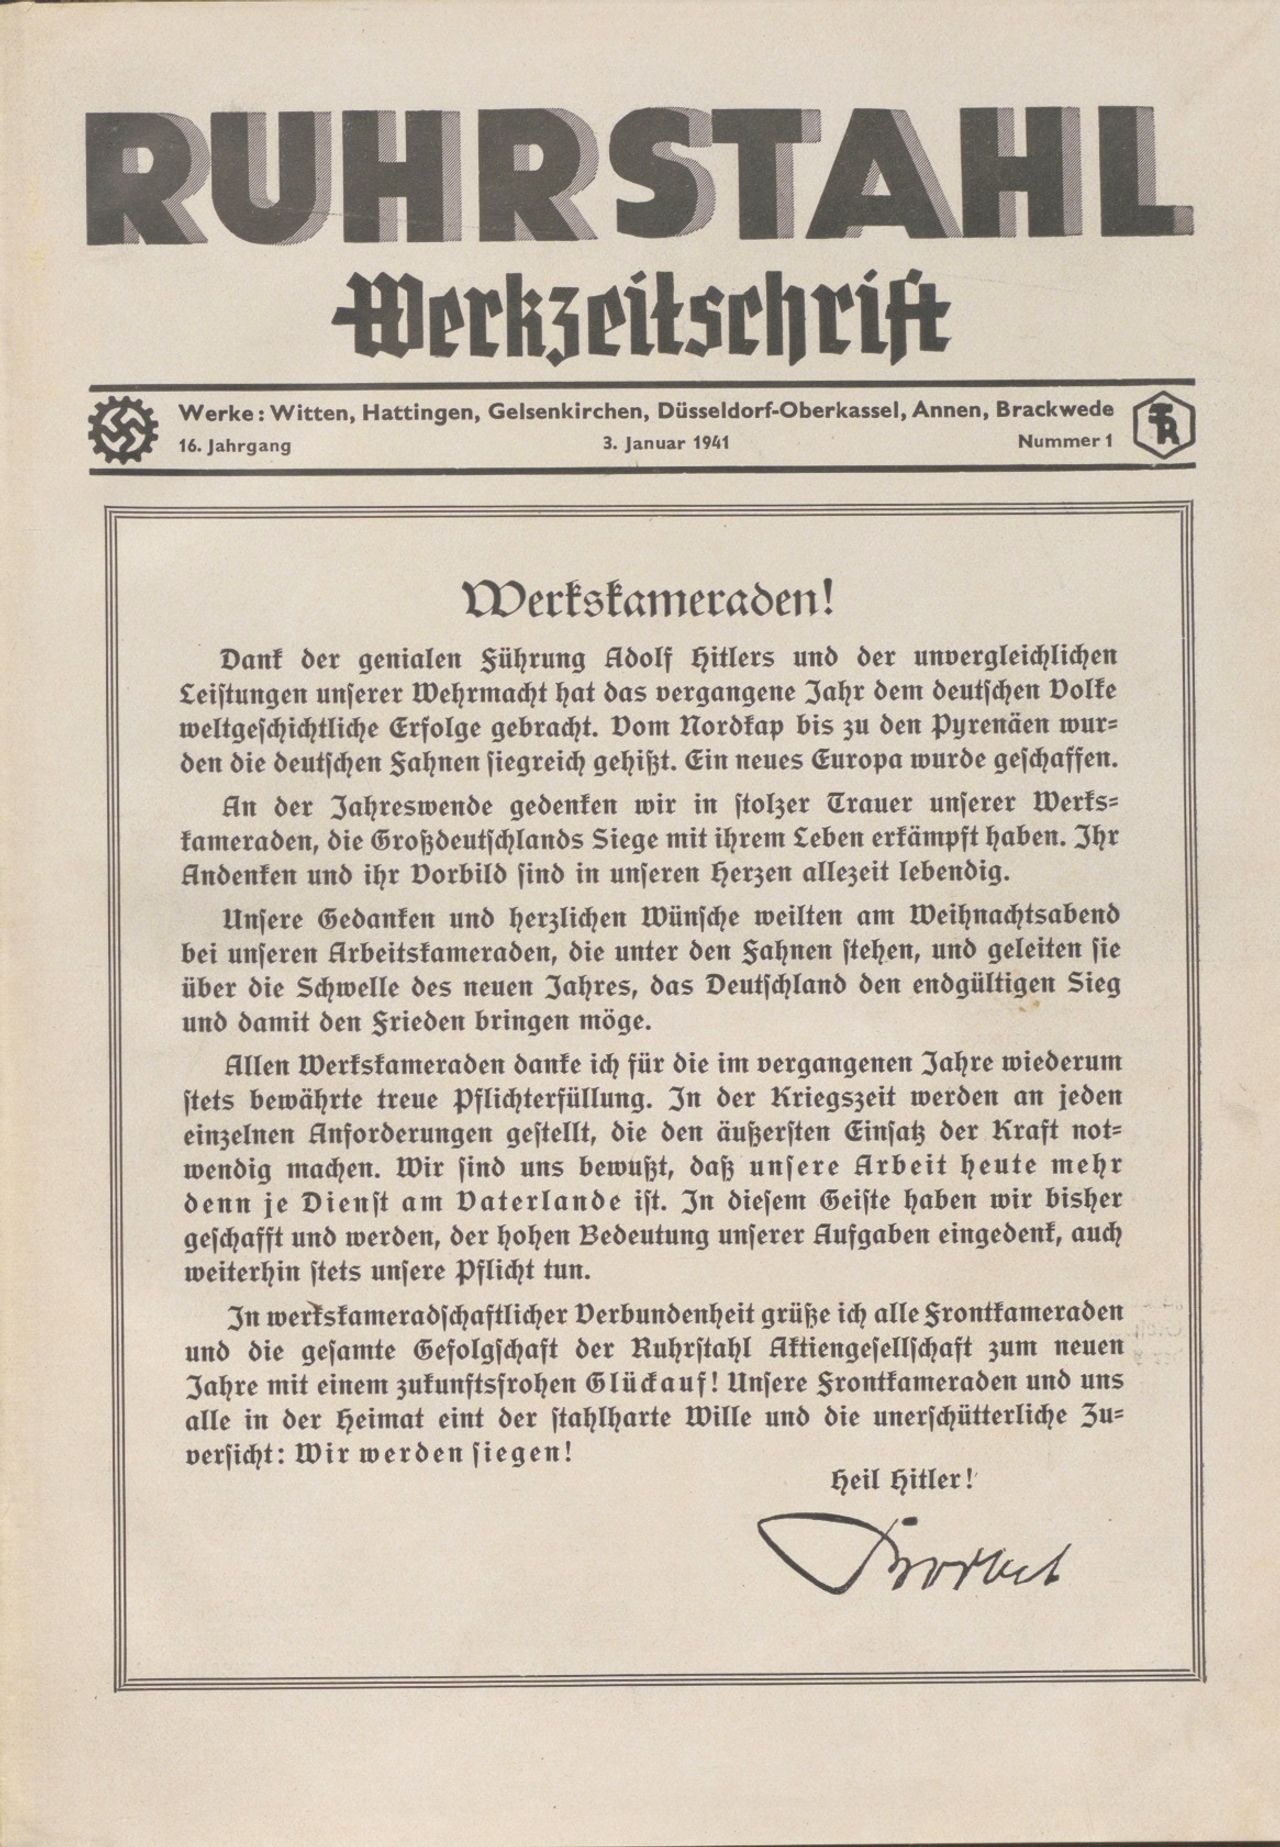 RUHRSTAHL
Werkzeitschrift
Werke: Witten, Hattingen, Gelsenkirchen, Düsseldorf-Oberkassel, Annen, Brackwede
16. Jahrgang 3. Januar 1941 Nummer 1
Werkskameraden!
Dank der genialen Führung Adolf Hitlers und der unvergleichlichen
Leistungen unserer Wehrmacht hat das vergangene Jahr dem deutschen Volke
weltgeschichtliche Erfolge gebracht. Vom Nordkap bis zu den Pyrenäen wur-
den die deutschen Fahnen siegreich gehißt. Ein neues Europa wurde geschaffen.
An der Jahreswende gedenken wir in stolzer Trauer unserer Werks-
kameraden, die Großdeutschlands Siege mit ihrem Leben erkämpft haben. Ihr
Andenken und ihr Vorbild sind in unseren Herzen allezeit lebendig.
Unsere Gedanken und herzlichen Wünsche weilten am Weihnachtsabend
bei unseren Arbeitskameraden, die unter den Fahnen stehen, und geleiten sie
über die Schwelle des neuen Jahres, das Deutschland den endgültigen Sieg
und damit den Frieden bringen möge.
Allen Werkskameraden danke ich für die im vergangenen Jahre wiederum
stets bewährte treue Pflichterfüllung. In der Kriegszeit werden an jeden
einzelnen Anforderungen gestellt, die den äußersten Einsatz der Kraft not-
wendig machen. Wir sind uns bewußt, daß unsere Arbeit heute mehr
denn je Dienst am Vaterlande ist. In diesem Geiste haben wir bisher
geschafft und werden, der hohen Bedeutung unserer Aufgaben eingedenk, auch
weiterhin stets unsere Pflicht tun.
In werkskameradschaftlicher Verbundenheit grüße ich alle Frontkameraden
und die gesamte Gefolgschaft der Ruhrstahl Aktiengesellschaft zum neuen
Jahre mit einem zukunftsfrohen Glückauf! Unsere Frontkameraden und uns
alle in der Heimat eint der stahlharte Wille und die unerschütterliche Zu-
versicht: Wir werden siegen!
Heil Hitler!